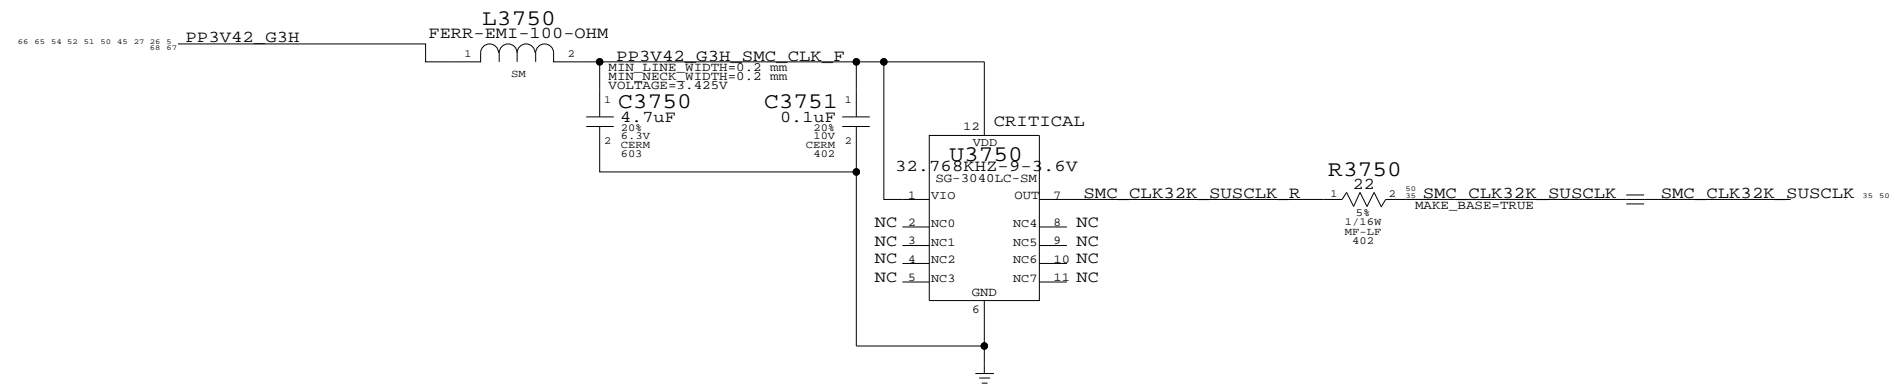 L3750
FERR-EMI-100-OHM
66 65 54 52 51 50 45 27 26 5
68 67
PP3V42_G3H
1
2
SM
PP3V42_G3H_SMC_CLK_F
MIN_LINE_WIDTH=0.2 mm
MIN_NECK_WIDTH=0.2 mm
VOLTAGE=3.425V
1
C3750
4.7uF
20%
6.3V
CERM
603
2
C3751
0.1uF
20%
10V
CERM
402
1
2
12
CRITICAL
VDD
U3750
32.768KHZ-9-3.6V
SG-3040LC-SM
1 VIO
OUT 7
SMC_CLK32K_SUSCLK_R
R3750
22
1
2
5%
1/16W
MF-LF
402
50
35
SMC_CLK32K_SUSCLK
MAKE_BASE=TRUE
SMC_CLK32K_SUSCLK
35 50
NC 2 NC0
NC4 8 NC
NC 3 NC1
NC5 9 NC
NC 4 NC2
NC6 10 NC
NC 5 NC3
NC7 11 NC
GND
6